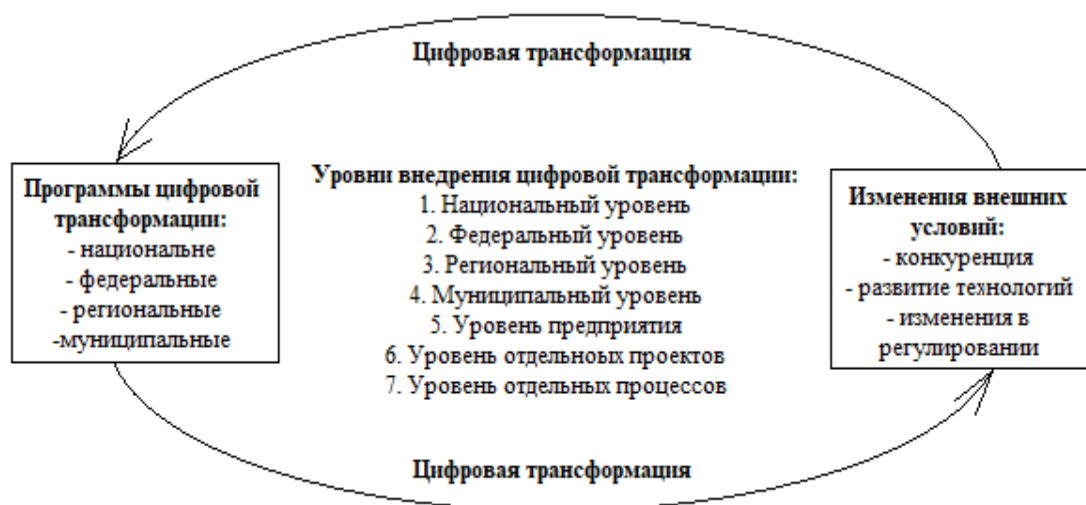 Цифровая трансформация
Программы цифровой
трансформации:
- национальне
- федеральные
- региональные
-муниципальные
Уровни внедрения цифровой трансформации:
1. Национальный уровень
2. Федеральный уровень
3. Региональный уровень
4. Муниципальный уровень
5. Уровень предприятия
6. Уровень отдельноых проектов
7. Уровень отдельных процессов
Изменения внешних
условий:
- конкуренция
- развитие технологий
- изменения в
регулировании
Цифровая трансформация